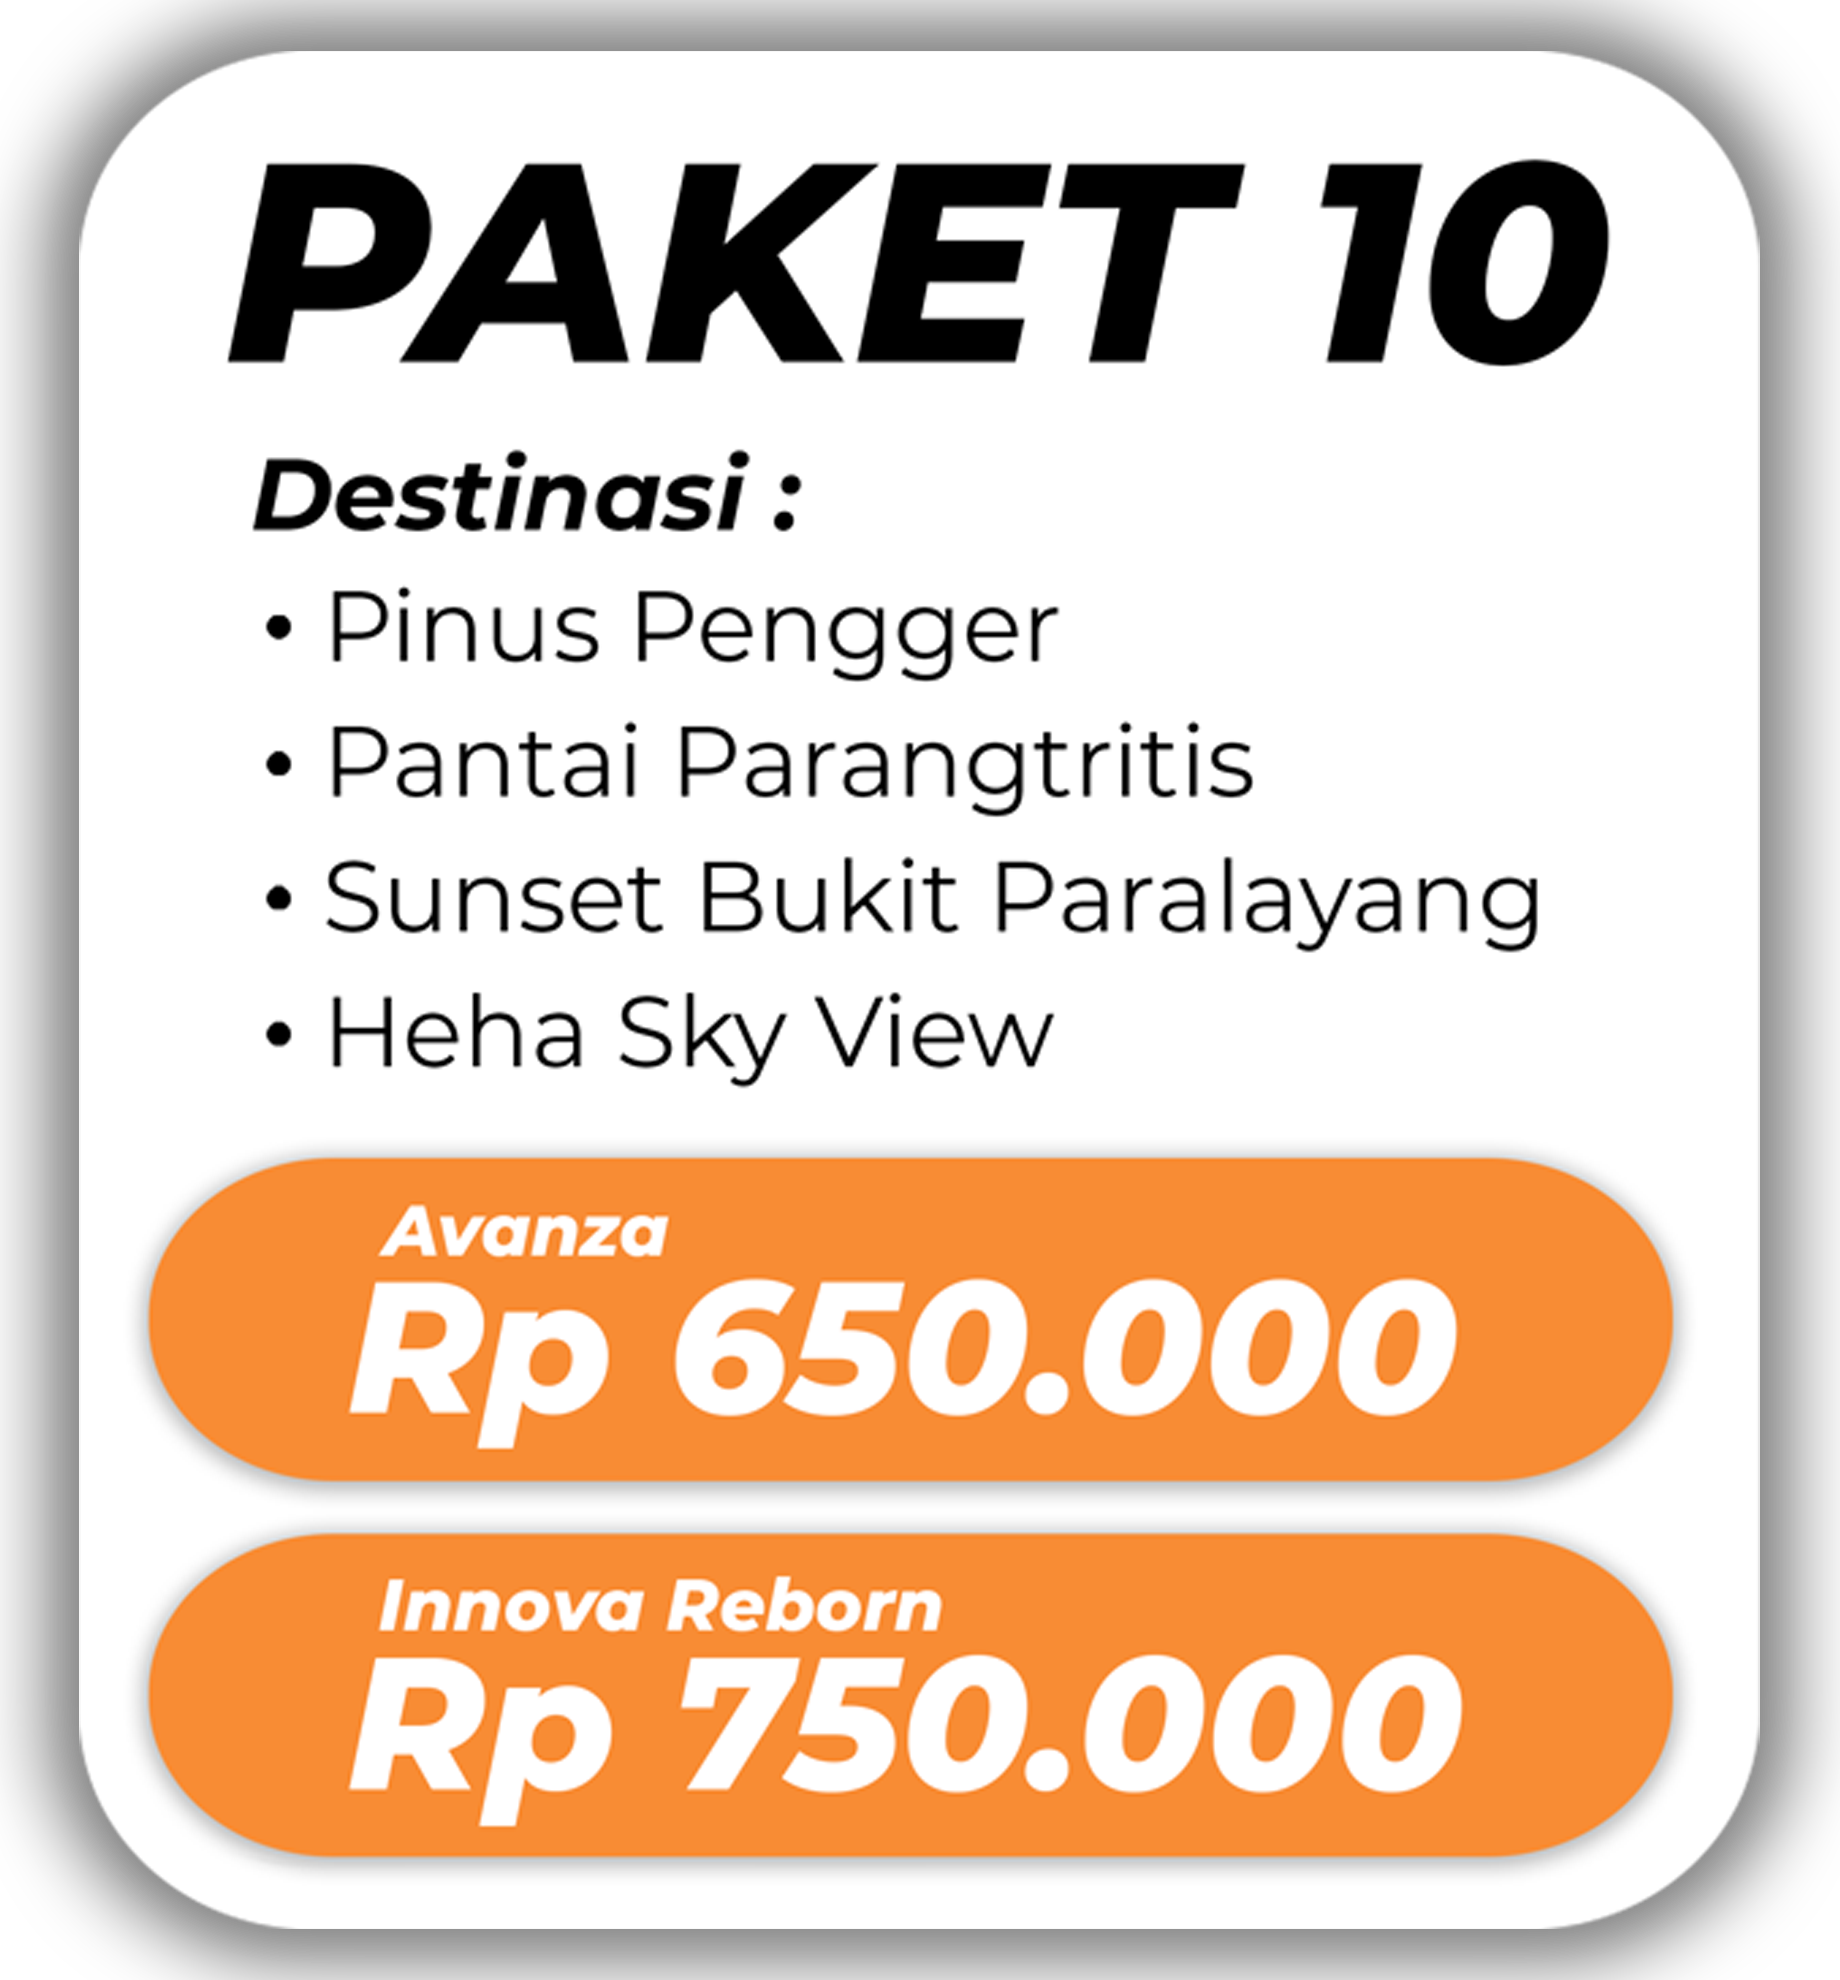 PAKET 10
Destinasi :
• Pinus Pengger
• Pantai Parangtritis
• Sunset Bukit Paralayang
• Heha Sky View
Avanza
Rp 650.000
Innova Reborn
Rp 750.000